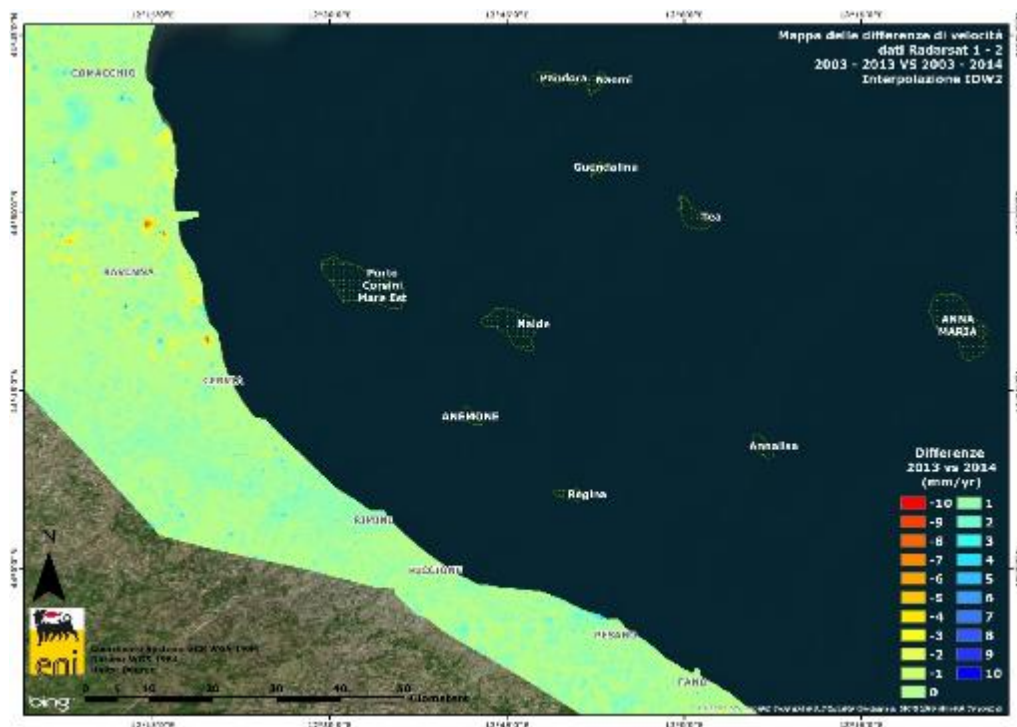 Mappa delle differenze di velocità
dati Radarsat 1 - 2
2003 - 2013 VS 2003 - 2014
Interpolazione IDW2
COMACCHIO
Pandora
Naomi
Guendalina
Tea
RAVENNA
Porto
Corsini
Mare Est
Naide
ANNA
MARIA
CERVIA
ANEMONE
Annalisa
Regina
RIMINI
RICCIONE
PESARO
FANO
Differenze
2013 vs 2014
(mm/yr)
-10 1
-9 2
-8 3
-7 4
-6 5
-5 6
-4 7
-3 8
-2 9
-1 10
0
N
eni
0 5 10 20 30 40 50
Kilometers
bing